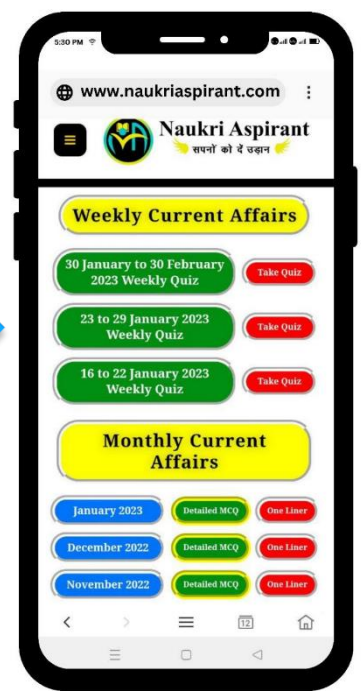 5:30 PM
www.naukriaspirant.com
Naukri Aspirant
सपनों को दें उड़ान
Weekly Current Affairs
30 January to 30 February
2023 Weekly Quiz
Take Quiz
23 to 29 January 2023
Weekly Quiz
Take Quiz
16 to 22 January 2023
Weekly Quiz
Take Quiz
Monthly Current
Affairs
January 2023
Detailed MCQ
One Liner
December 2022
Detailed MCQ
One Liner
November 2022
Detailed MCQ
One Liner
12